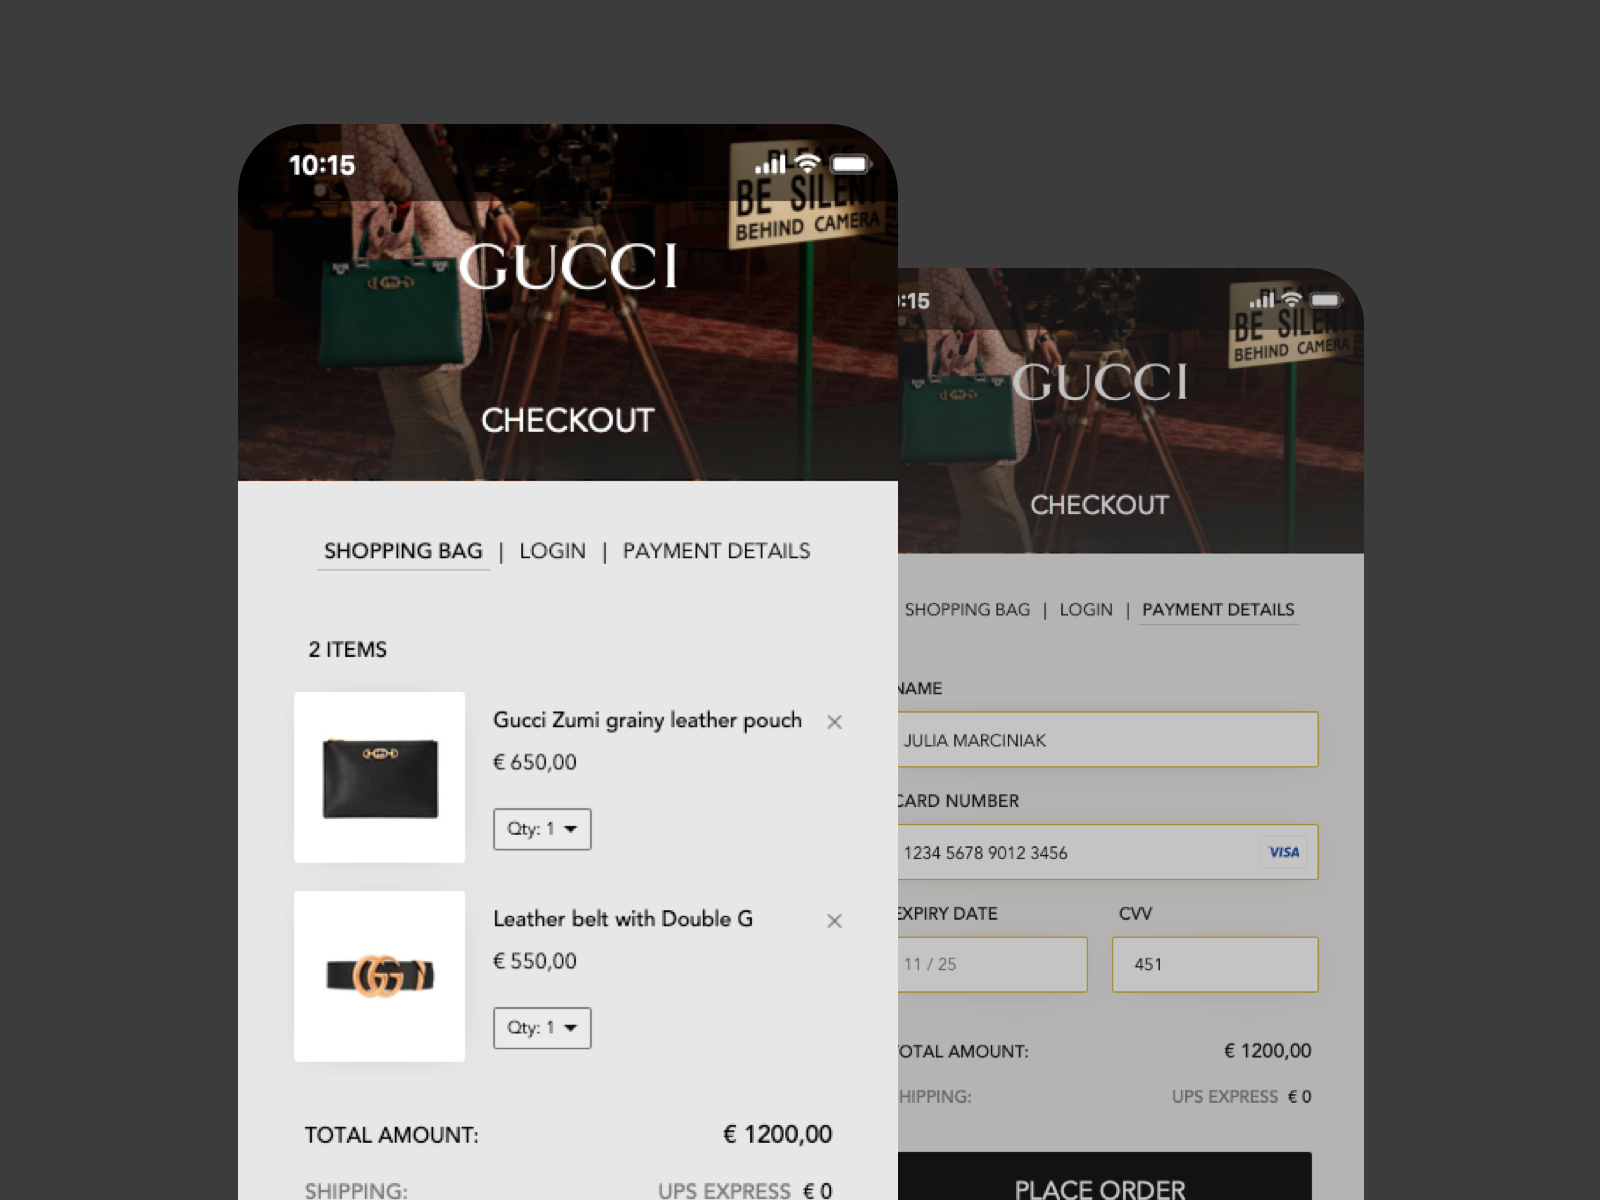 10:15
PLEASE
BE SILENT
BEHIND CAMERA
GUCCI
CHECKOUT
SHOPPING BAG | LOGIN | PAYMENT DETAILS
2 ITEMS
Gucci Zumi grainy leather pouch
€ 650,00
Qty: 1
Leather belt with Double G
€ 550,00
Qty: 1
TOTAL AMOUNT: € 1200,00
SHIPPING: UPS EXPRESS € 0
:15
PLEASE
BE SILENT
BEHIND CAMERA
GUCCI
CHECKOUT
SHOPPING BAG | LOGIN | PAYMENT DETAILS
NAME
JULIA MARCINIAK
CARD NUMBER
1234 5678 9012 3456 VISA
EXPIRY DATE CVV
11 / 25 451
OTAL AMOUNT: € 1200,00
HIPPING: UPS EXPRESS € 0
PLACE ORDER